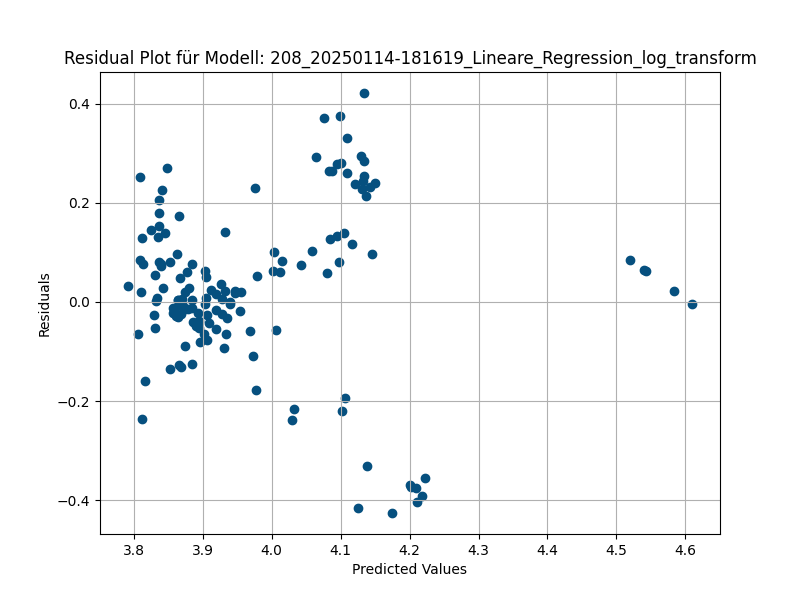 Residual Plot für Modell: 208_20250114-181619_Lineare_Regression_log_transform
Residuals
0.4
0.2
0.0
−0.2
−0.4
3.8 3.9 4.0 4.1 4.2 4.3 4.4 4.5 4.6
Predicted Values